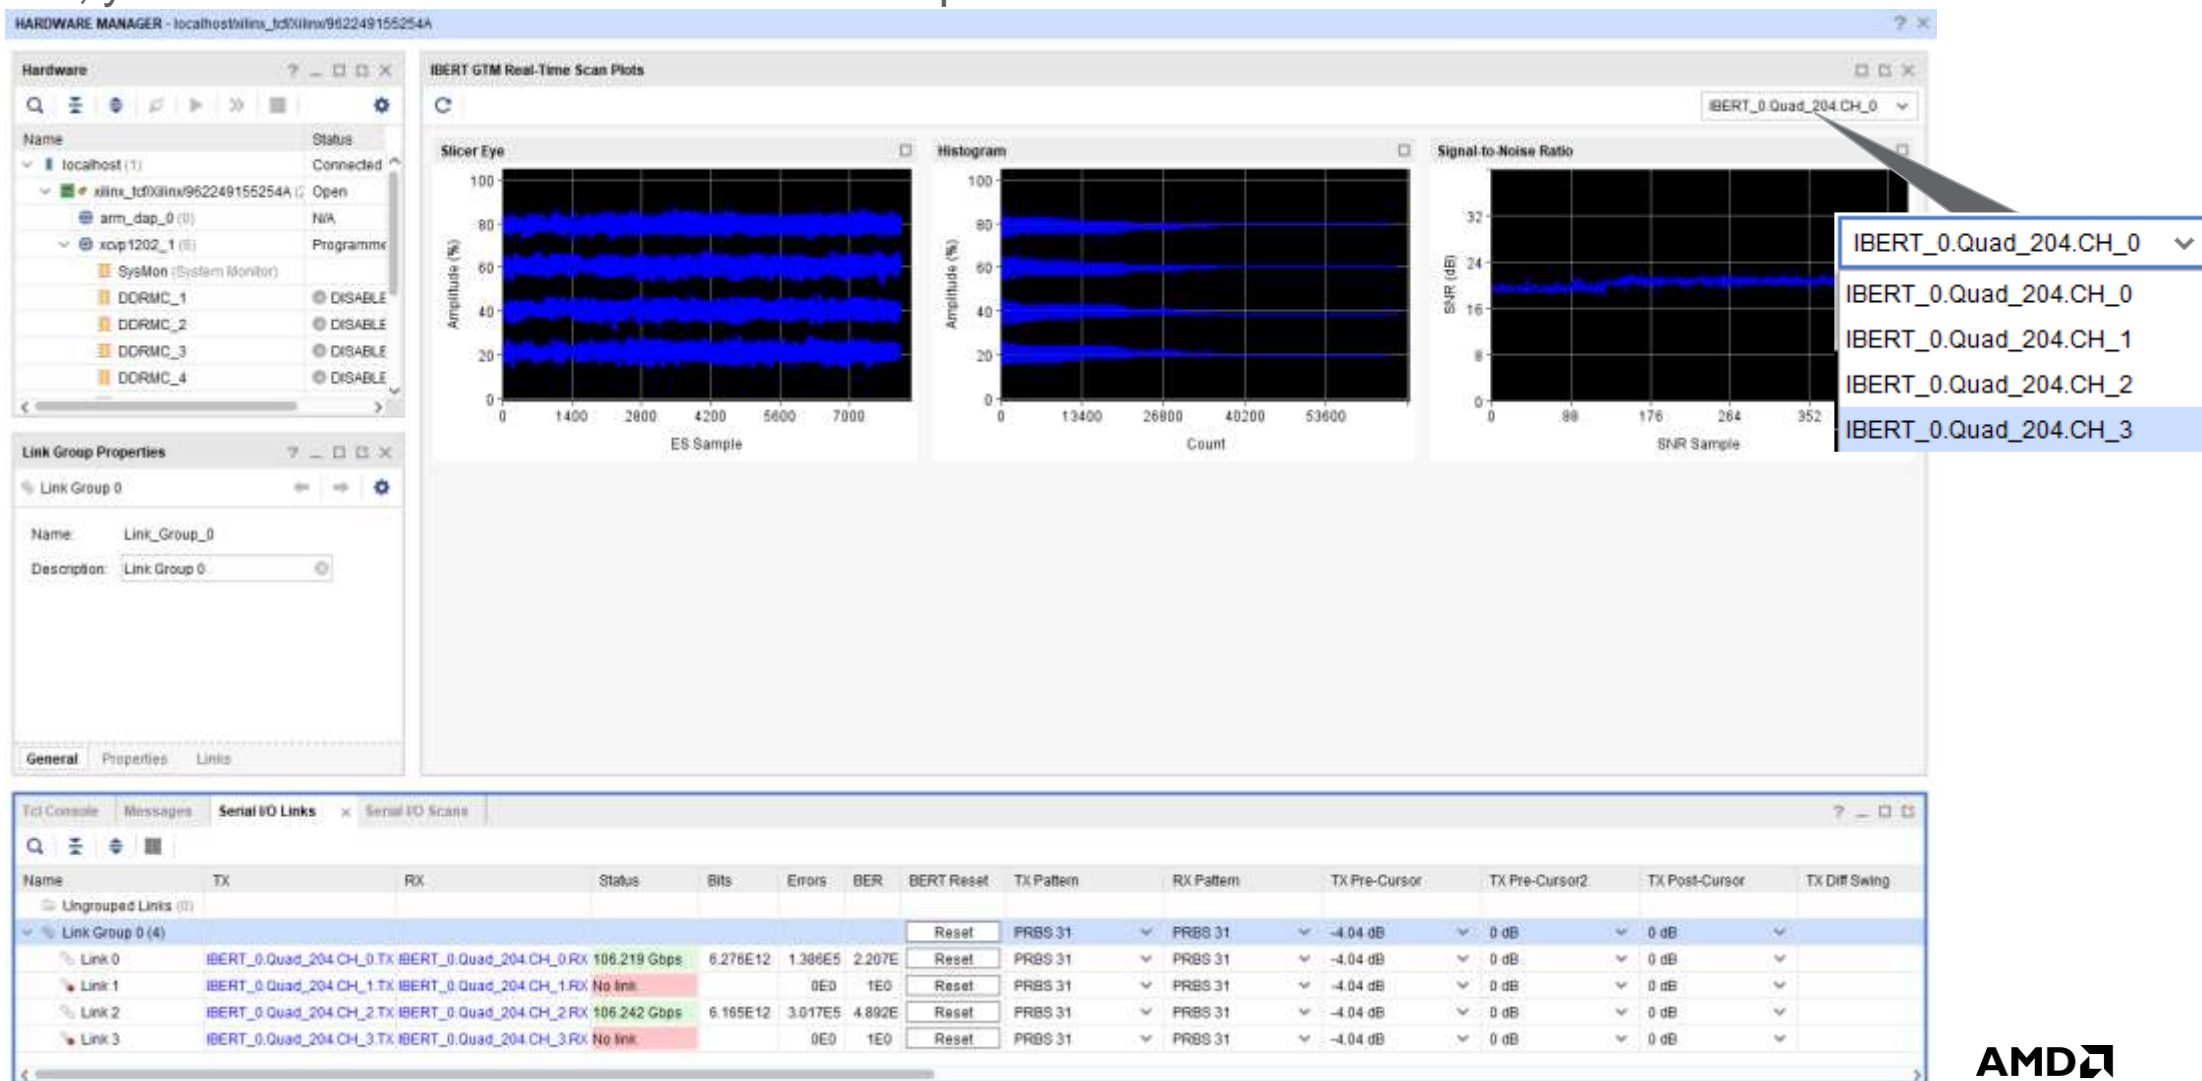 HARDWARE MANAGER - localhost/xilinx_tcf/Xilinx/962249155254A
Hardware
Name Status
localhost (1) Connected
xilinx_tcf/Xilinx/962249155254A Open
arm_dap_0 (0) N/A
xcvp1202_1 Programme
SysMon (System Monitor)
DDRMC_1 DISABLE
DDRMC_2 DISABLE
DDRMC_3 DISABLE
DDRMC_4 DISABLE
Link Group Properties
Link Group 0
Name: Link_Group_0
Description: Link Group 0
General Properties Links
IBERT GTM Real-Time Scan Plots
IBERT_0.Quad_204.CH_0
Slicer Eye
Amplitude (%)
100
80
60
40
20
0
0 1400 2800 4200 5600 7000
ES Sample
Histogram
Amplitude (%)
100
80
60
40
20
0
0 13400 26800 40200 53600
Count
Signal-to-Noise Ratio
SNR (dB)
32
24
16
8
0
0 88 176 264 352
SNR Sample
IBERT_0.Quad_204.CH_0
IBERT_0.Quad_204.CH_0
IBERT_0.Quad_204.CH_1
IBERT_0.Quad_204.CH_2
IBERT_0.Quad_204.CH_3
Tcl Console Messages Serial I/O Links Serial I/O Scans
Name TX RX Status Bits Errors BER BERT Reset TX Pattern RX Pattern TX Pre-Cursor TX Pre-Cursor2 TX Post-Cursor TX Diff Swing
Ungrouped Links (0)
Link Group 0 (4) Reset PRBS 31 PRBS 31 -4.04 dB 0 dB 0 dB
Link 0 IBERT_0.Quad_204.CH_0.TX IBERT_0.Quad_204.CH_0.RX 106.219 Gbps 6.276E12 1.386E5 2.207E Reset PRBS 31 PRBS 31 -4.04 dB 0 dB 0 dB
Link 1 IBERT_0.Quad_204.CH_1.TX IBERT_0.Quad_204.CH_1.RX No link 0E0 1E0 Reset PRBS 31 PRBS 31 -4.04 dB 0 dB 0 dB
Link 2 IBERT_0.Quad_204.CH_2.TX IBERT_0.Quad_204.CH_2.RX 106.242 Gbps 6.165E12 3.017E5 4.892E Reset PRBS 31 PRBS 31 -4.04 dB 0 dB 0 dB
Link 3 IBERT_0.Quad_204.CH_3.TX IBERT_0.Quad_204.CH_3.RX No link 0E0 1E0 Reset PRBS 31 PRBS 31 -4.04 dB 0 dB 0 dB
AMD